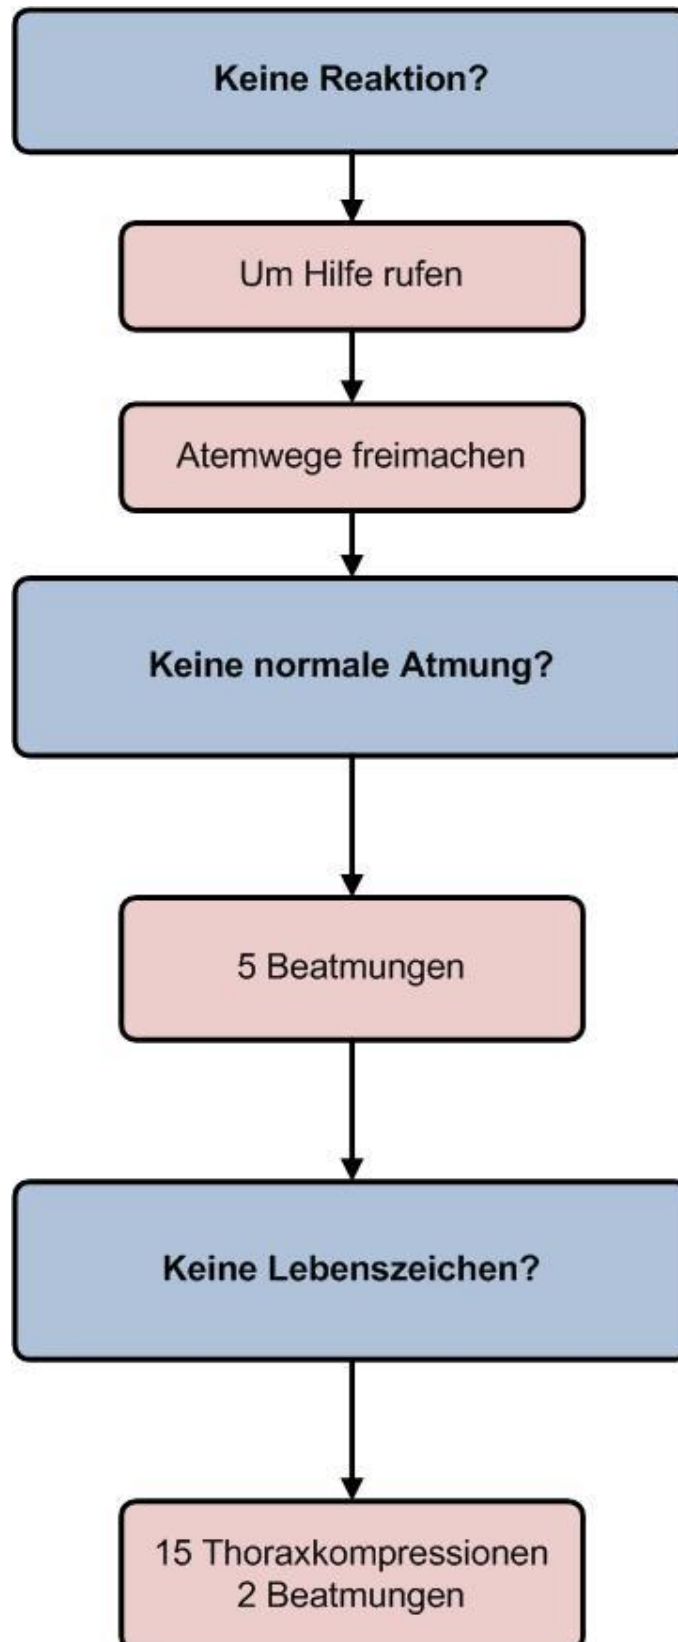 Keine Reaktion?
Um Hilfe rufen
Atemwege freimachen
Keine normale Atmung?
5 Beatmungen
Keine Lebenszeichen?
15 Thoraxkompressionen
2 Beatmungen